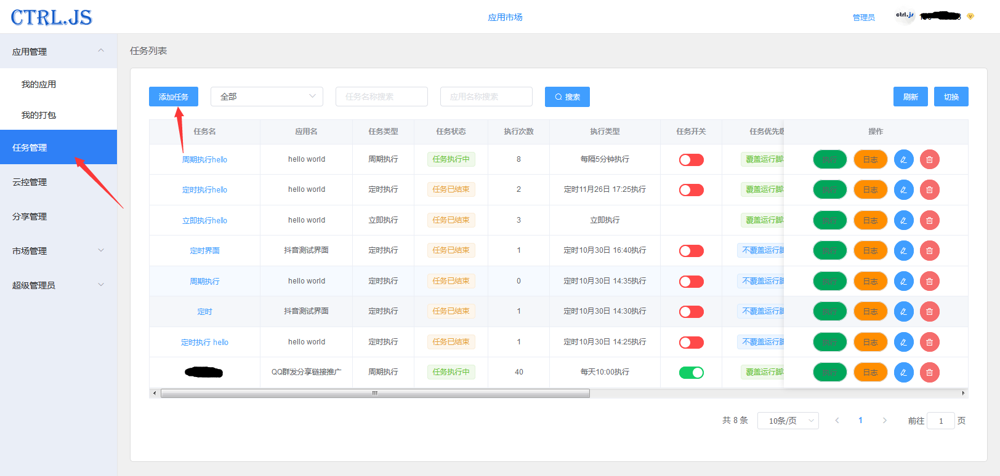 CTRL.JS
应用市场
管理员
ctrl.js
应用管理
我的应用
我的打包
任务管理
云控管理
分享管理
市场管理
超级管理员
任务列表
添加任务 全部 任务名称搜索 应用名称搜索 搜索 刷新 切换
任务名 应用名 任务类型 任务状态 执行次数 执行类型 任务开关 任务优先级 操作
周期执行hello hello world 周期执行 任务执行中 8 每隔5分钟执行 覆盖运行脚 执行 日志
定时执行hello hello world 定时执行 任务已结束 2 定时11月26日 17:25执行 覆盖运行脚 执行 日志
立即执行hello hello world 立即执行 任务已结束 3 立即执行 覆盖运行脚 执行 日志
定时界面 抖音测试界面 定时执行 任务已结束 1 定时10月30日 16:40执行 不覆盖运行脚 执行 日志
周期执行 hello world 定时执行 任务已结束 0 定时10月30日 14:35执行 不覆盖运行脚 执行 日志
定时 抖音测试界面 定时执行 任务已结束 1 定时10月30日 14:30执行 不覆盖运行脚 执行 日志
定时执行 hello hello world 定时执行 任务已结束 1 定时10月30日 14:25执行 不覆盖运行脚 执行 日志
QQ群发分享链接推广 周期执行 任务执行中 40 每天10:00执行 覆盖运行脚 执行 日志
共 8 条 10条/页 1 前往 1 页